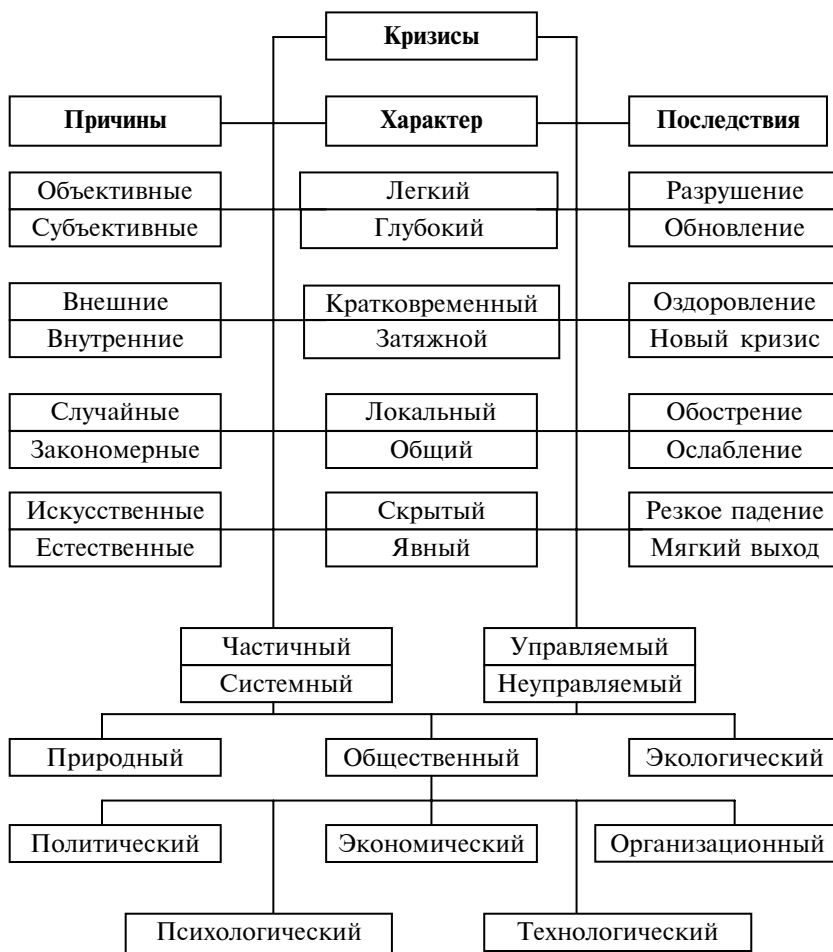 Кризисы
Причины
Характер
Последствия
Объективные
Субъективные
Легкий
Глубокий
Разрушение
Обновление
Внешние
Внутренние
Кратковременный
Затяжной
Оздоровление
Новый кризис
Случайные
Закономерные
Локальный
Общий
Обострение
Ослабление
Искусственные
Естественные
Скрытый
Явный
Резкое падение
Мягкий выход
Частичный
Системный
Управляемый
Неуправляемый
Природный
Общественный
Экологический
Политический
Экономический
Организационный
Психологический
Технологический